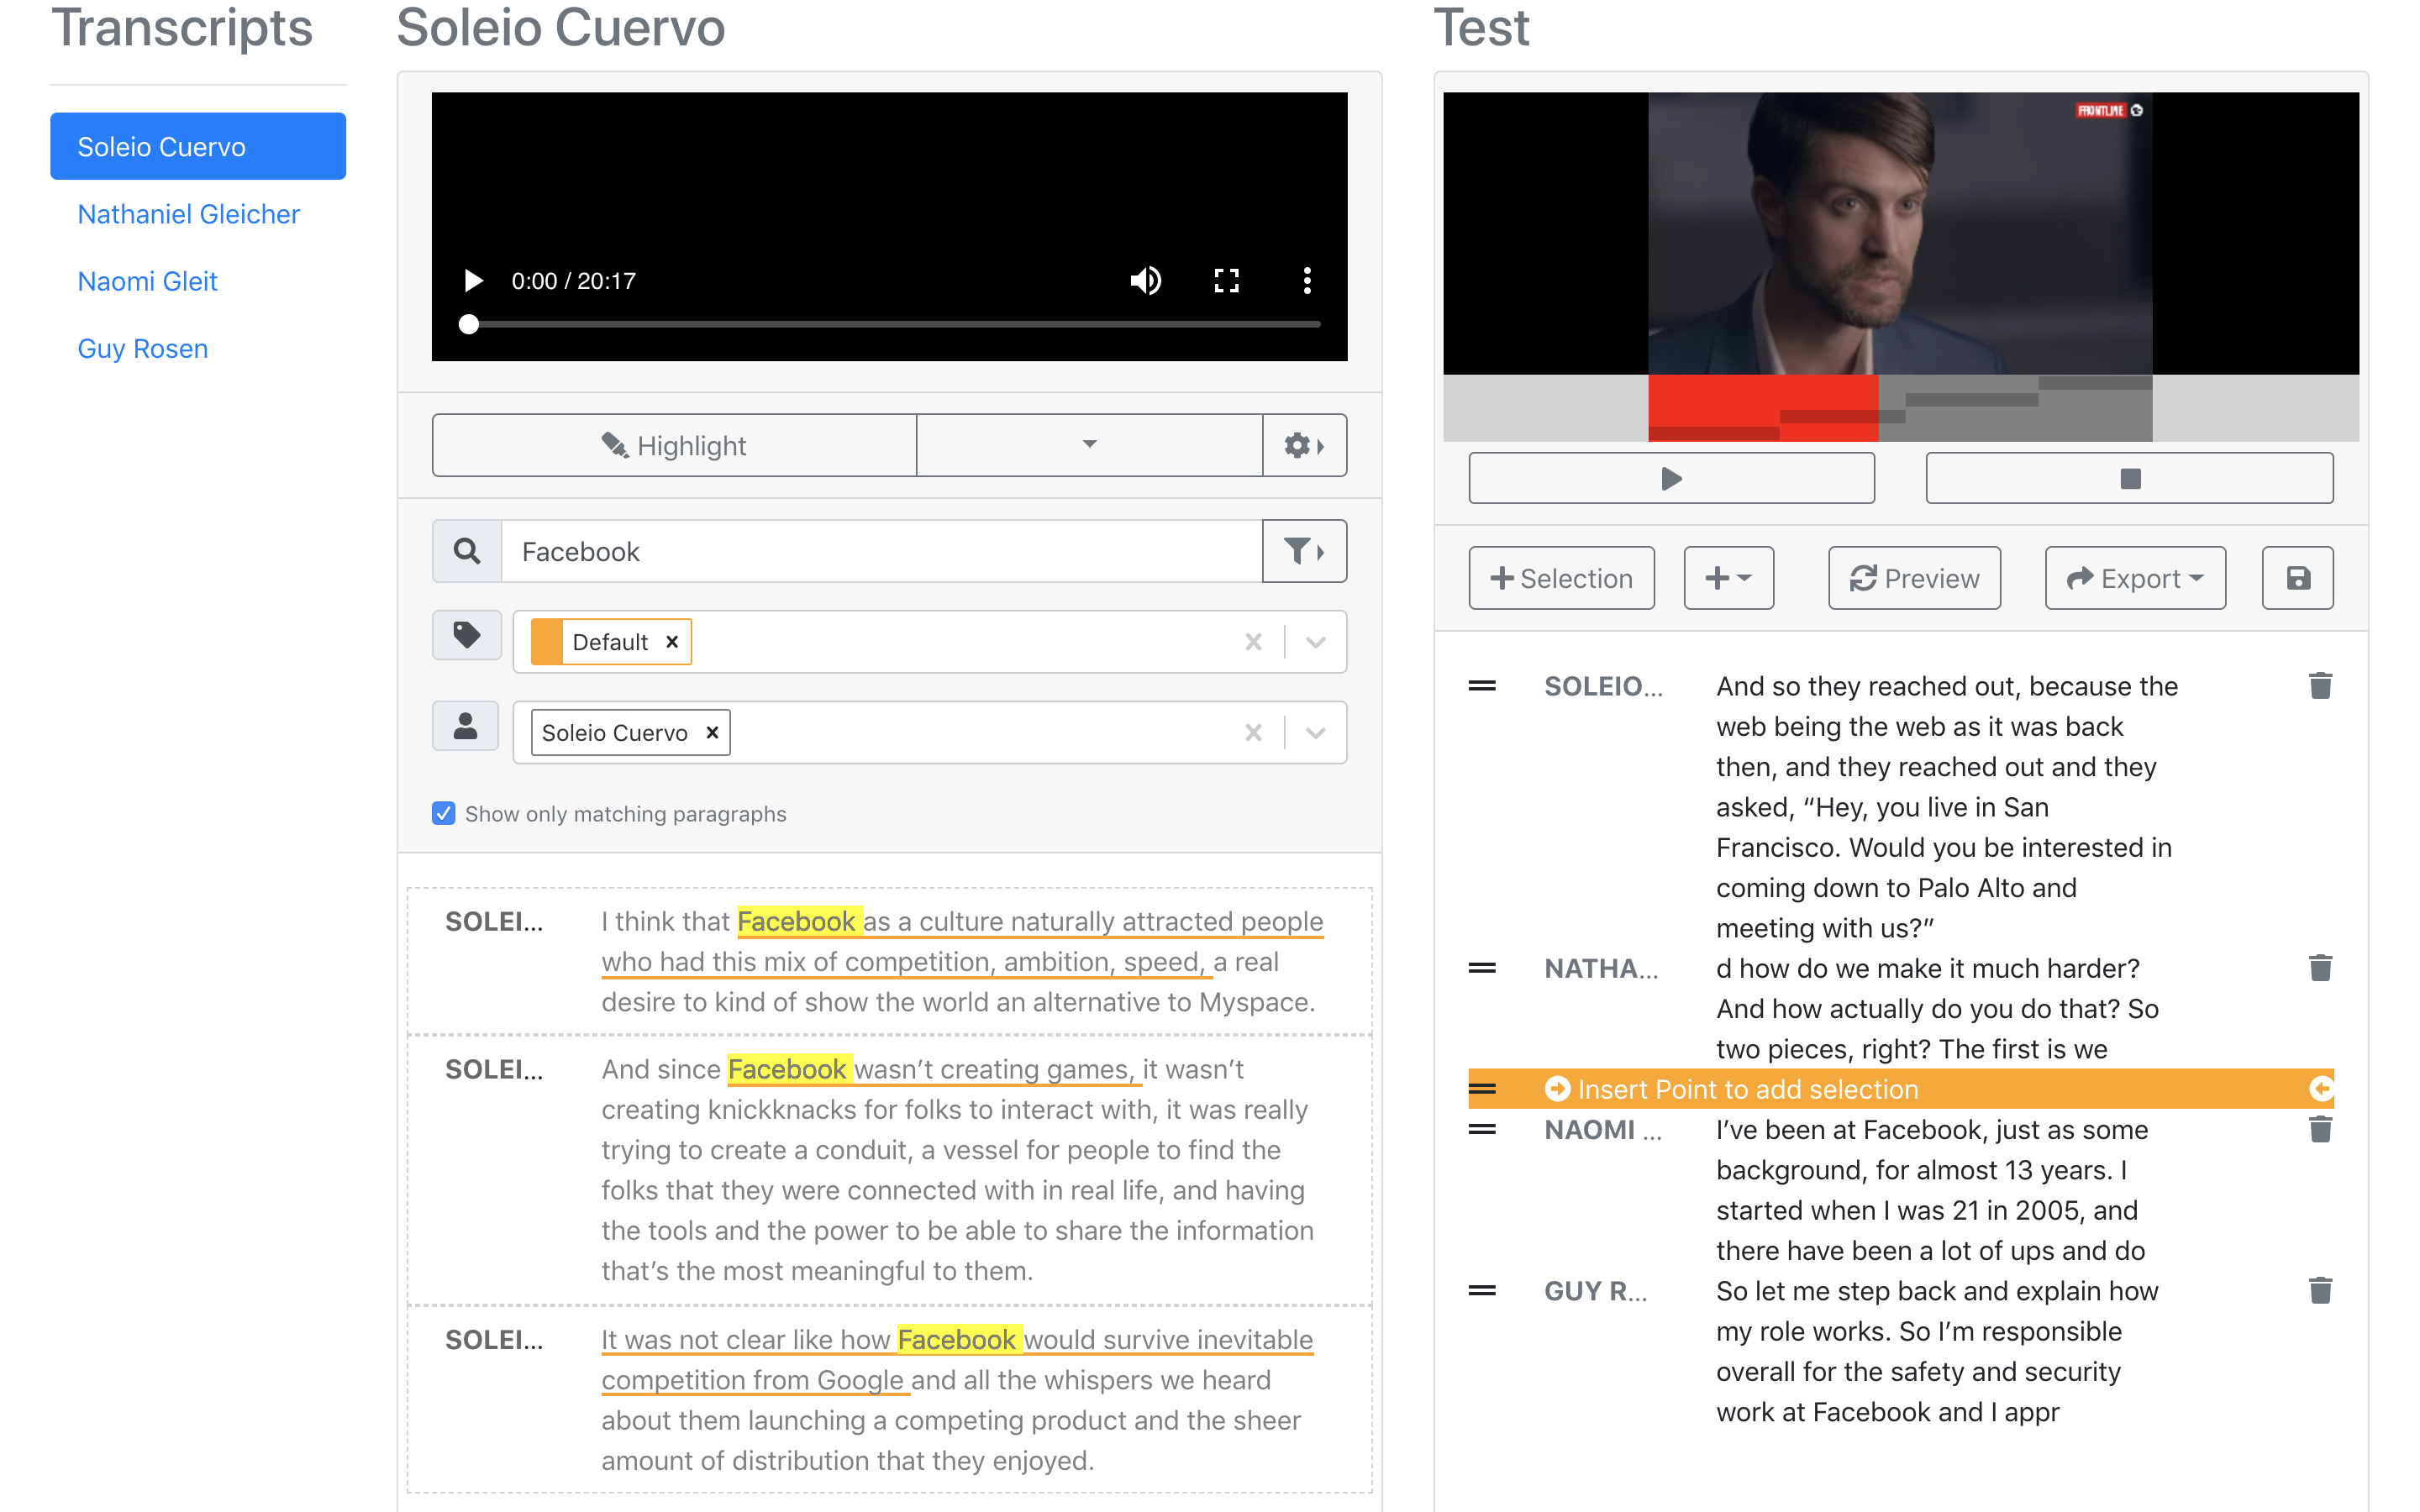 Transcripts
Soleio Cuervo
Nathaniel Gleicher
Naomi Gleit
Guy Rosen
Soleio Cuervo
0:00 / 20:17
Highlight
Facebook
Default
Soleio Cuervo
Show only matching paragraphs
SOLEI...
I think that Facebook as a culture naturally attracted people
who had this mix of competition, ambition, speed, a real
desire to kind of show the world an alternative to Myspace.
SOLEI...
And since Facebook wasn’t creating games, it wasn’t
creating knickknacks for folks to interact with, it was really
trying to create a conduit, a vessel for people to find the
folks that they were connected with in real life, and having
the tools and the power to be able to share the information
that’s the most meaningful to them.
SOLEI...
It was not clear like how Facebook would survive inevitable
competition from Google and all the whispers we heard
about them launching a competing product and the sheer
amount of distribution that they enjoyed.
Test
FRONTLINE
Selection
Preview
Export
SOLEIO...
And so they reached out, because the
web being the web as it was back
then, and they reached out and they
asked, “Hey, you live in San
Francisco. Would you be interested in
coming down to Palo Alto and
meeting with us?”
NATHA...
d how do we make it much harder?
And how actually do you do that? So
two pieces, right? The first is we
Insert Point to add selection
NAOMI ...
I’ve been at Facebook, just as some
background, for almost 13 years. I
started when I was 21 in 2005, and
there have been a lot of ups and do
GUY R...
So let me step back and explain how
my role works. So I’m responsible
overall for the safety and security
work at Facebook and I appr